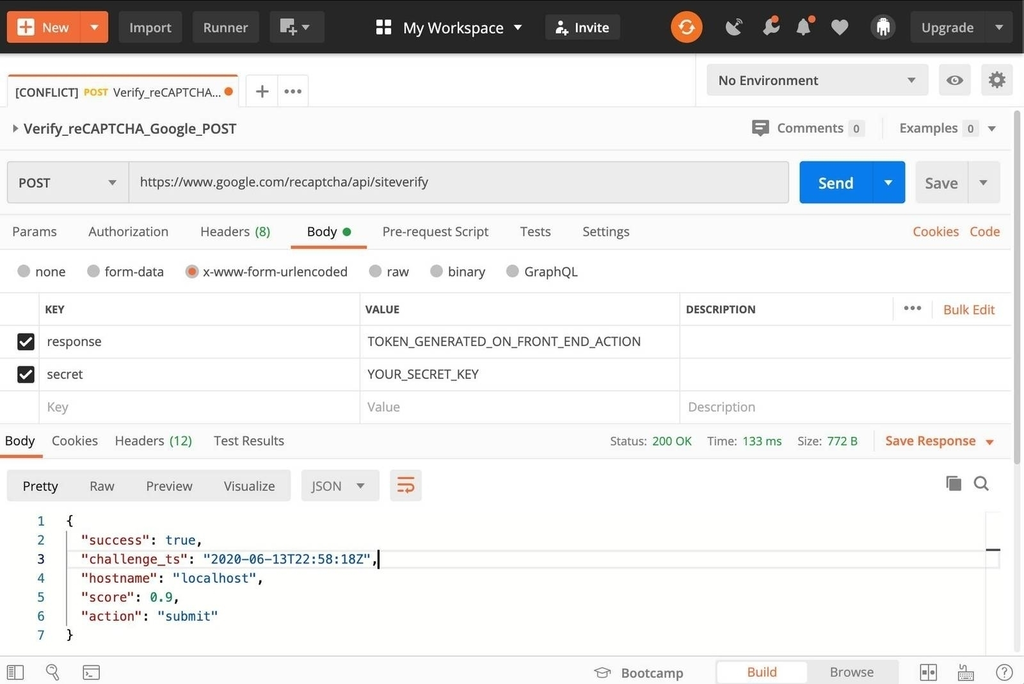 New Import Runner My Workspace Invite Upgrade
[CONFLICT] POST Verify_reCAPTCHA... No Environment
Verify_reCAPTCHA_Google_POST Comments 0 Examples 0
POST https://www.google.com/recaptcha/api/siteverify Send Save
Params Authorization Headers (8) Body Pre-request Script Tests Settings Cookies Code
none form-data x-www-form-urlencoded raw binary GraphQL
KEY VALUE DESCRIPTION Bulk Edit
response TOKEN_GENERATED_ON_FRONT_END_ACTION
secret YOUR_SECRET_KEY
Key Value Description
Body Cookies Headers (12) Test Results Status: 200 OK Time: 133 ms Size: 772 B Save Response
Pretty Raw Preview Visualize JSON
1 {
2 "success": true,
3 "challenge_ts": "2020-06-13T22:58:18Z",
4 "hostname": "localhost",
5 "score": 0.9,
6 "action": "submit"
7 }
Bootcamp Build Browse